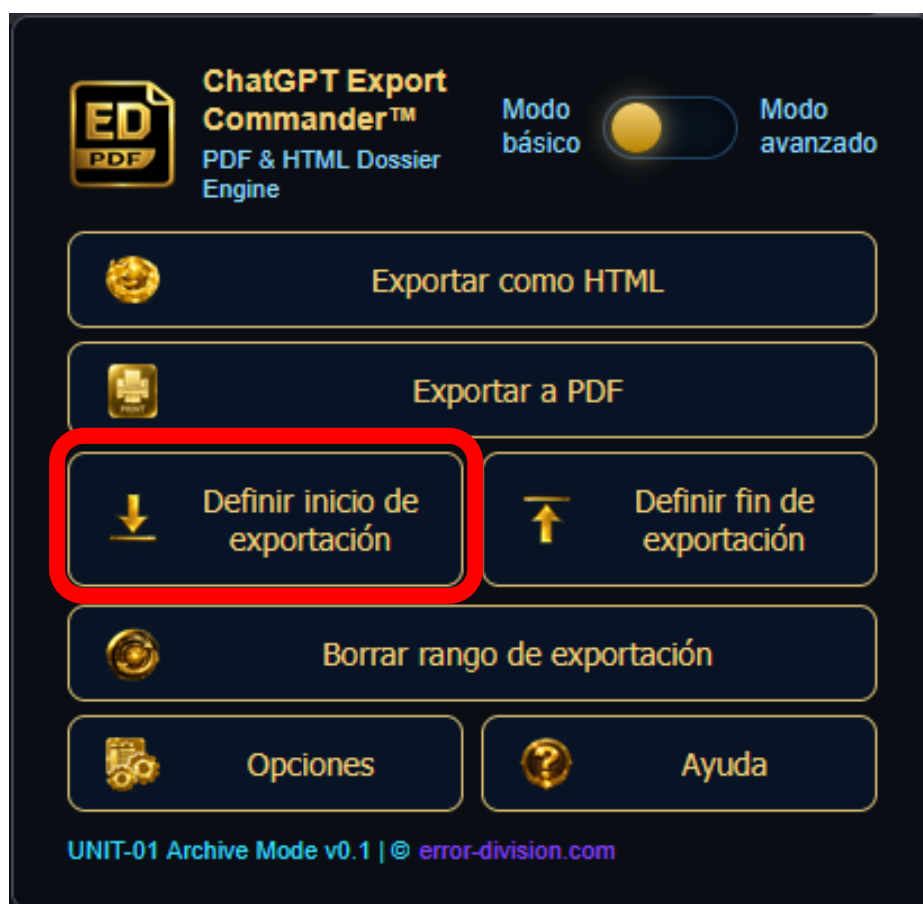 ED
PDF
ChatGPT Export
Commander™
PDF & HTML Dossier
Engine
Modo
básico
Modo
avanzado
Exportar como HTML
PRINT
Exportar a PDF
Definir inicio de
exportación
Definir fin de
exportación
Borrar rango de exportación
Opciones
?
Ayuda
UNIT-01 Archive Mode v0.1 | © error-division.com